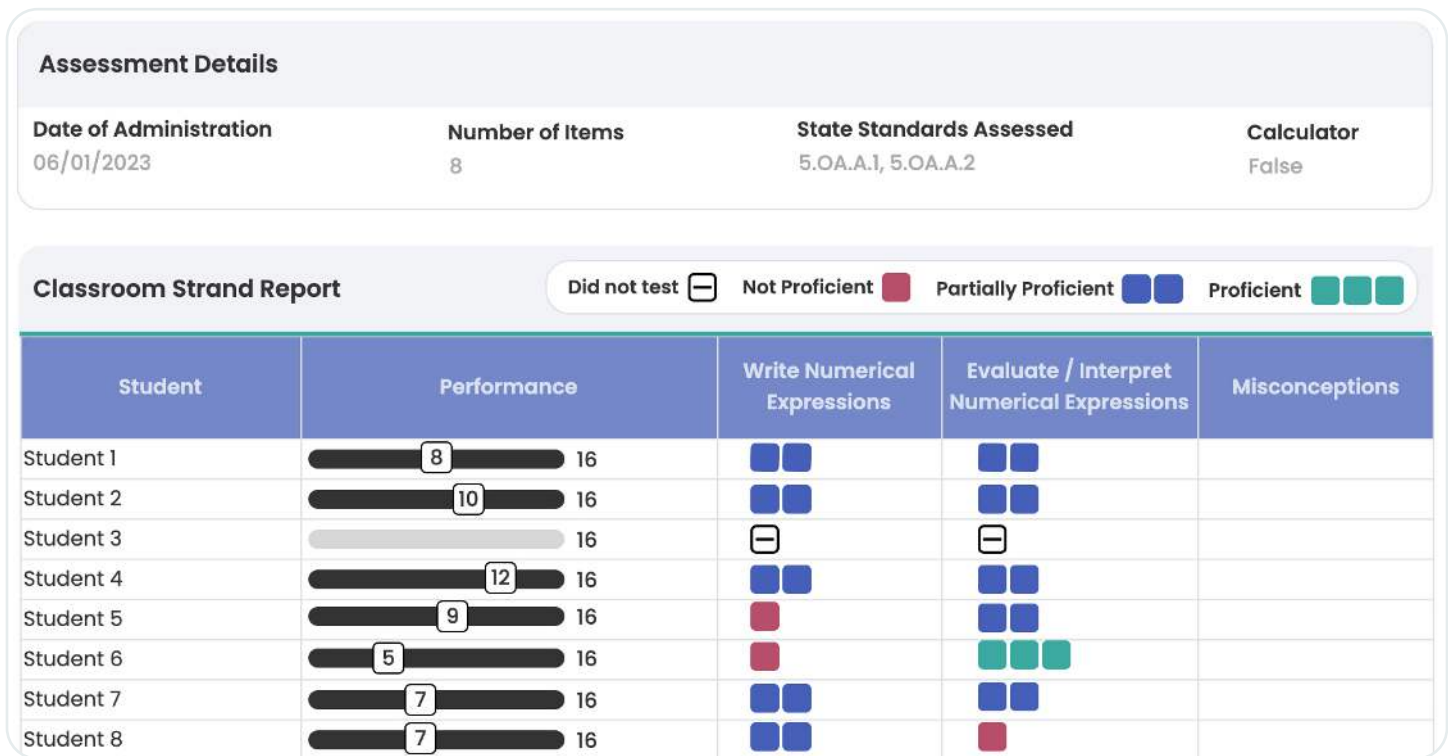 Assessment Details
Date of Administration Number of Items State Standards Assessed Calculator
06/01/2023 8 5.OA.A.1, 5.OA.A.2 False
Classroom Strand Report Did not test Not Proficient Partially Proficient Proficient
Student Performance Write Numerical Expressions Evaluate / Interpret Numerical Expressions Misconceptions
Student 1 8 16
Student 2 10 16
Student 3 16
Student 4 12 16
Student 5 9 16
Student 6 5 16
Student 7 7 16
Student 8 7 16